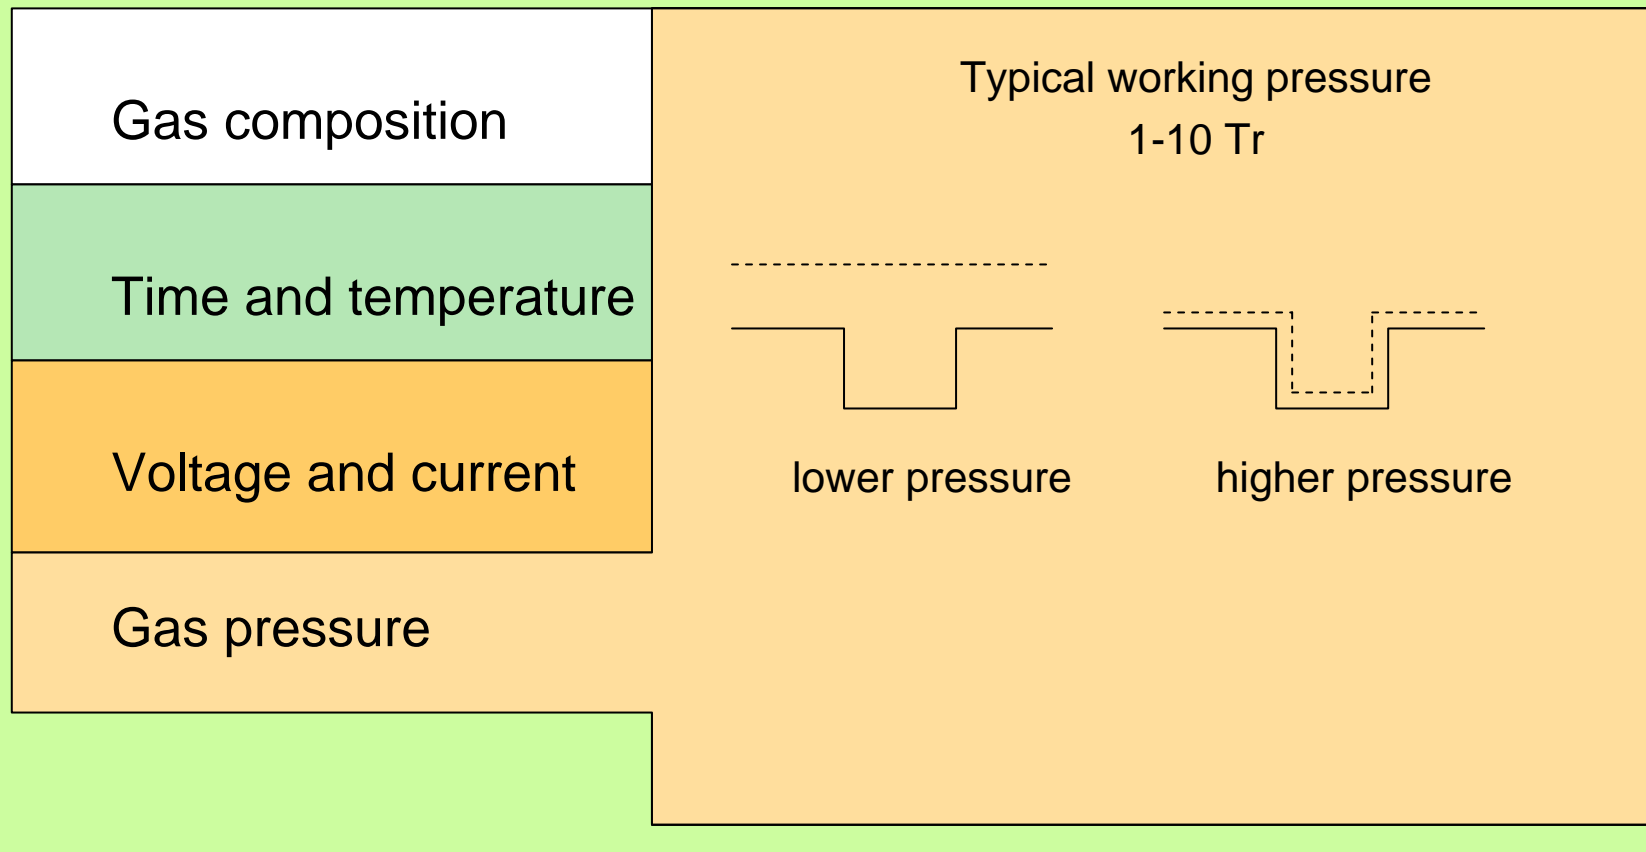 Gas composition
Time and temperature
Voltage and current
Gas pressure
Typical working pressure
1-10 Tr
lower pressure
higher pressure